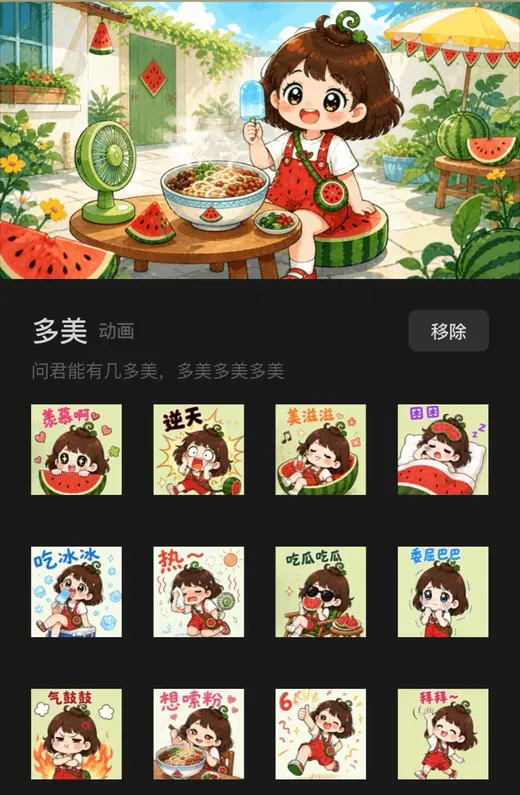 多美 动画
移除
问君能有几多美，多美多美多美
羡慕啊
逆天
美滋滋
困困
z z
吃冰冰
热～
吃瓜吃瓜
委屈巴巴
气鼓鼓
想嗦粉
6
拜拜～